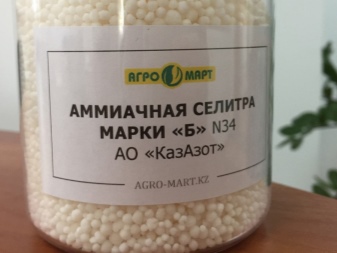 АГРО МАРТ
АММИАЧНАЯ СЕЛИТРА
МАРКИ «Б» N34
АО «КазАзот»
AGRO-MART.KZ